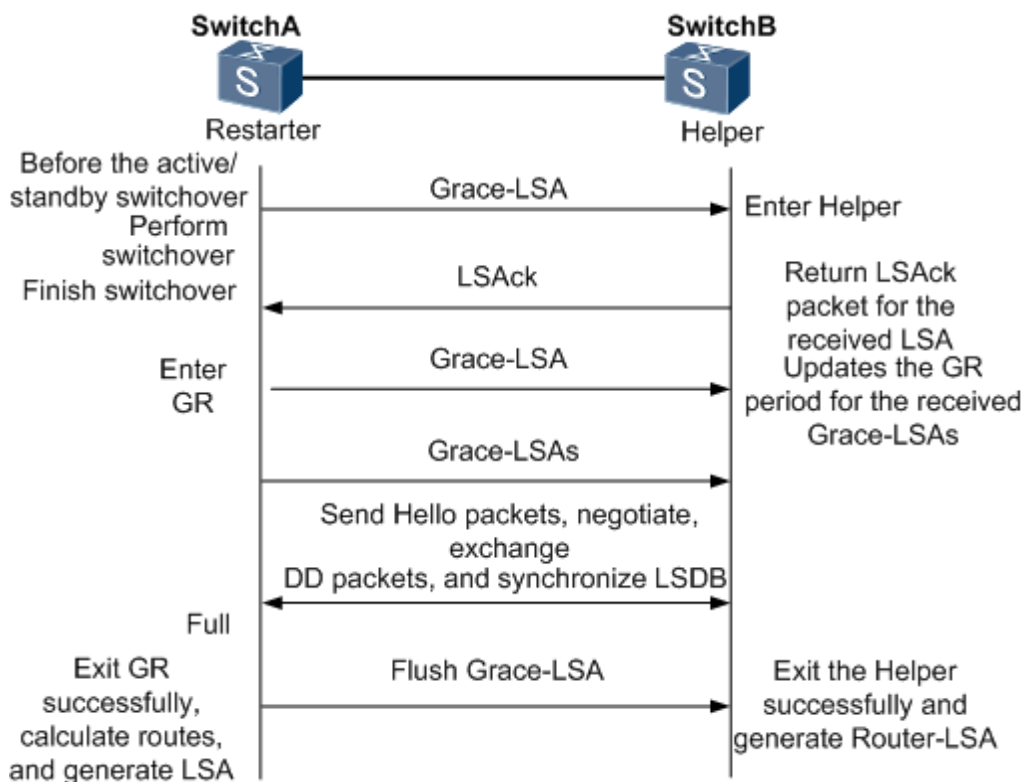 SwitchA
SwitchB
S
S
Restarter
Helper
Before the active/
standby switchover
Grace-LSA
Enter Helper
Perform
switchover
Finish switchover
LSAck
Return LSAck
packet for the
received LSA
Enter
GR
Grace-LSA
Updates the GR
period for the received
Grace-LSAs
Grace-LSAs
Send Hello packets, negotiate,
exchange
DD packets, and synchronize LSDB
Full
Exit GR
successfully,
calculate routes,
and generate LSA
Flush Grace-LSA
Exit the Helper
successfully and
generate Router-LSA